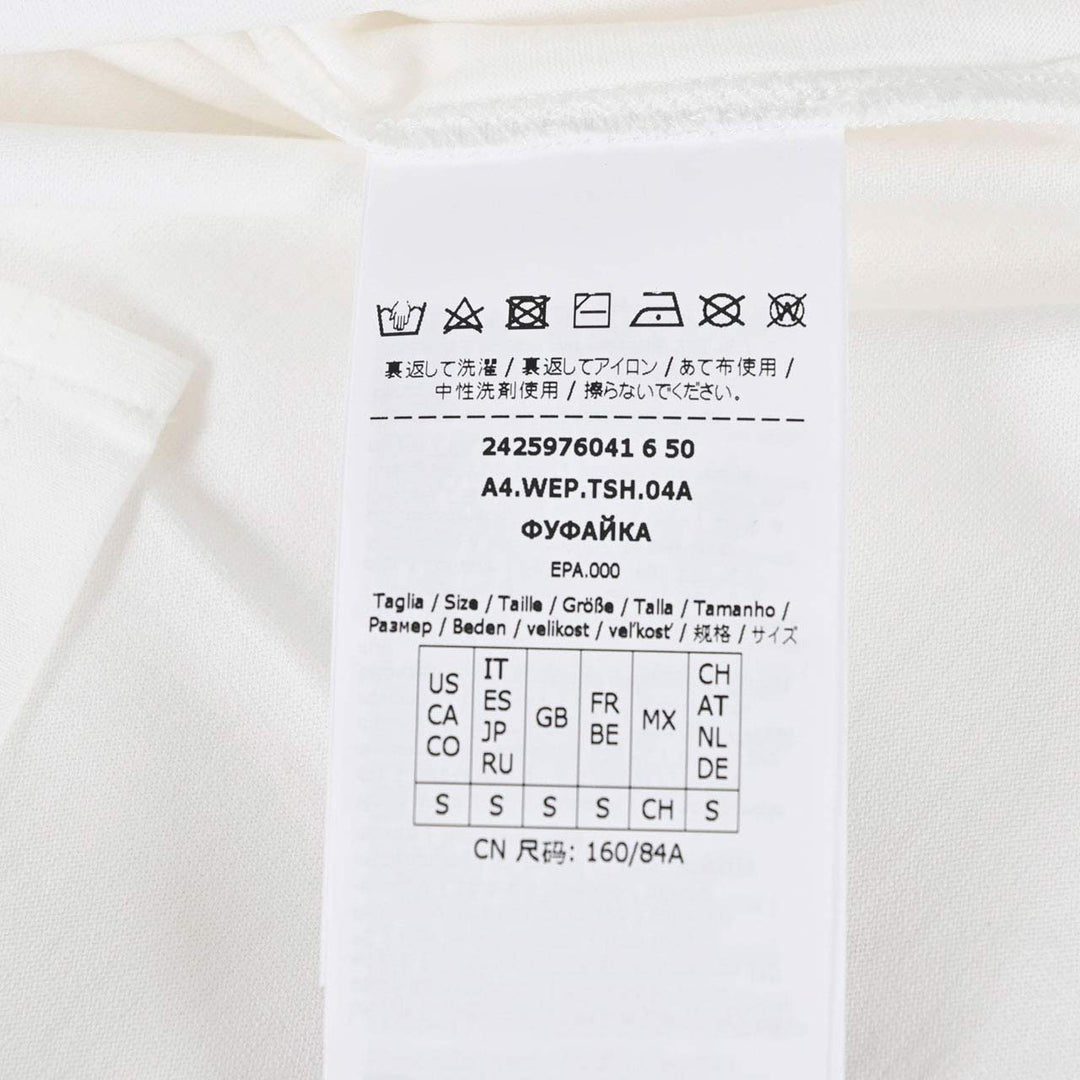 裏返して洗濯 / 裏返してアイロン / あて布使用 /
中性洗剤使用 / 擦らないでください。
2425976041 6 50
A4.WEP.TSH.04A
ФУФАЙКА
EPA.000
Taglia / Size / Taille / Größe / Talla / Tamanho /
Размер / Beden / velikost / veľkosť / 规格 / サイズ
US CA CO IT ES JP RU GB FR BE MX CH AT NL DE
S S S S CH S
CN 尺码: 160/84A